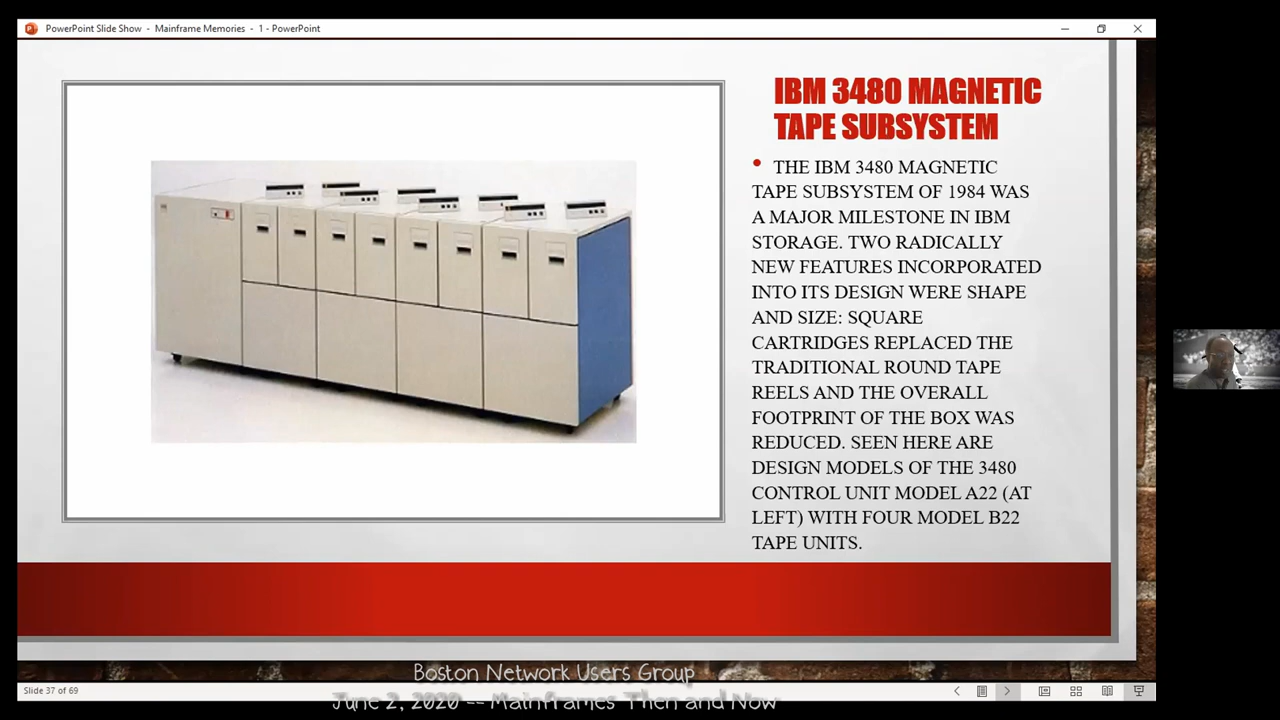 PowerPoint Slide Show - Mainframe Memories - 1 - PowerPoint
IBM 3480 MAGNETIC
TAPE SUBSYSTEM
• THE IBM 3480 MAGNETIC
TAPE SUBSYSTEM OF 1984 WAS
A MAJOR MILESTONE IN IBM
STORAGE. TWO RADICALLY
NEW FEATURES INCORPORATED
INTO ITS DESIGN WERE SHAPE
AND SIZE: SQUARE
CARTRIDGES REPLACED THE
TRADITIONAL ROUND TAPE
REELS AND THE OVERALL
FOOTPRINT OF THE BOX WAS
REDUCED. SEEN HERE ARE
DESIGN MODELS OF THE 3480
CONTROL UNIT MODEL A22 (AT
LEFT) WITH FOUR MODEL B22
TAPE UNITS.
Boston Network Users Group
Slide 37 of 69
June 2, 2020 -- Mainframes Then and Now